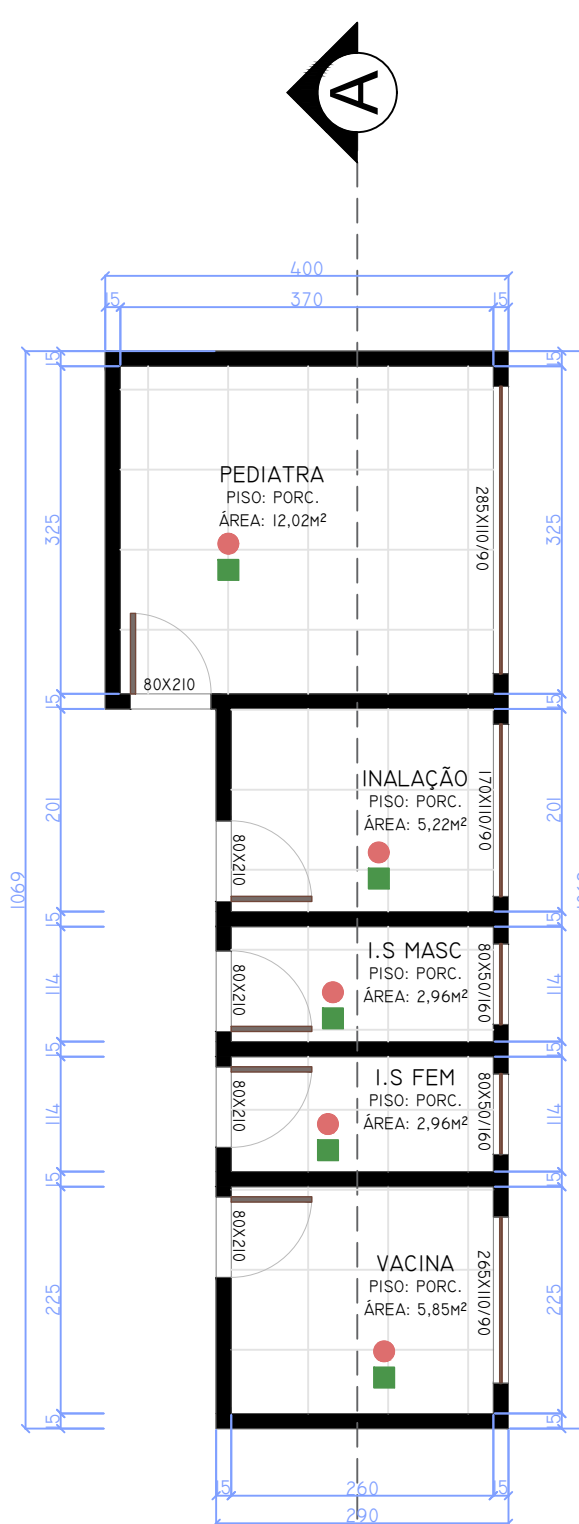 A
400
15
370
15
15
15
PEDIATRA
PISO: PORC.
ÁREA: 12,02M²
285X110/90
325
325
80X210
15
15
INALAÇÃO
PISO: PORC.
ÁREA: 5,22M²
170X110/90
201
201
80X210
1069
15
15
I.S MASC
PISO: PORC.
ÁREA: 2,96M²
80X50/160
114
114
80X210
15
15
I.S FEM
PISO: PORC.
ÁREA: 2,96M²
80X50/160
114
114
80X210
15
15
80X210
VACINA
PISO: PORC.
ÁREA: 5,85M²
265X110/90
225
225
15
15
15
260
15
290